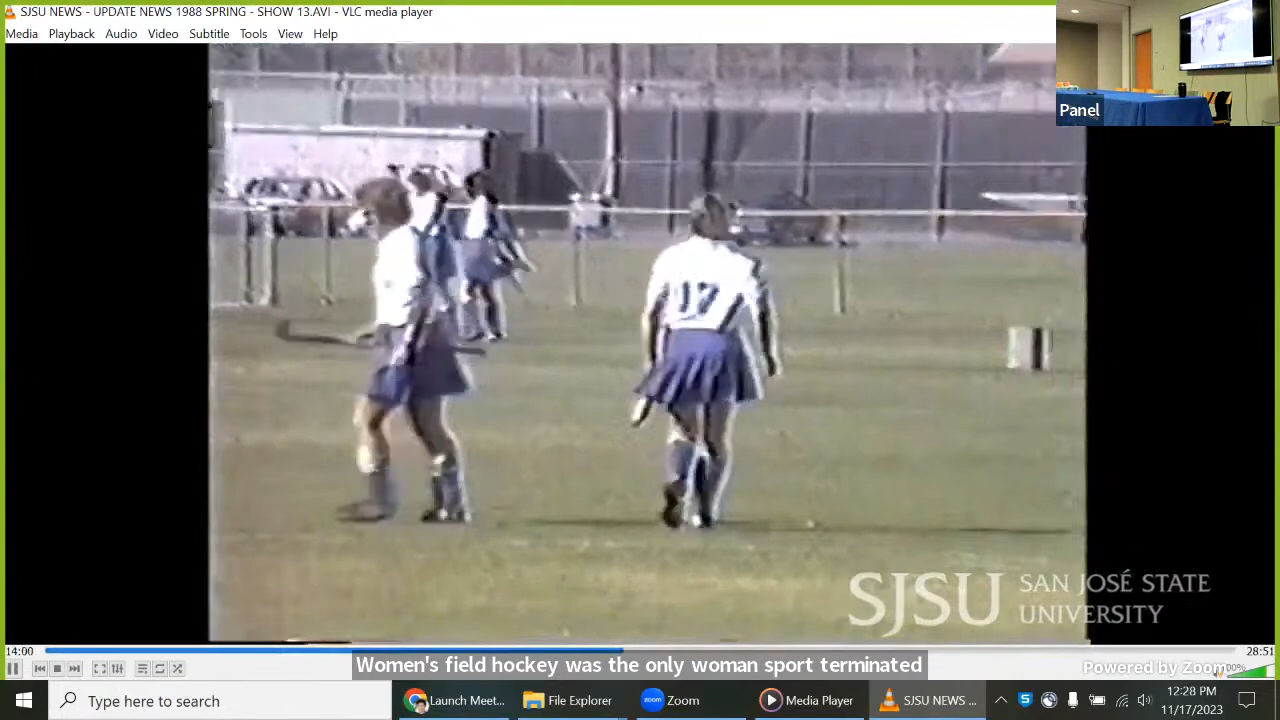 SJSU NEWS - UPDATE NEWS 1988 SPRING - SHOW 13.AVI - VLC media player
Media Playback Audio Video Subtitle Tools View Help
Panel
17
SJSU SAN JOSÉ STATE
UNIVERSITY
14:00
28:51
Women's field hockey was the only woman sport terminated
Powered by Zoom
Type here to search
Launch Meet...
File Explorer
Zoom
Media Player
SJSU NEWS ...
12:28 PM
11/17/2023